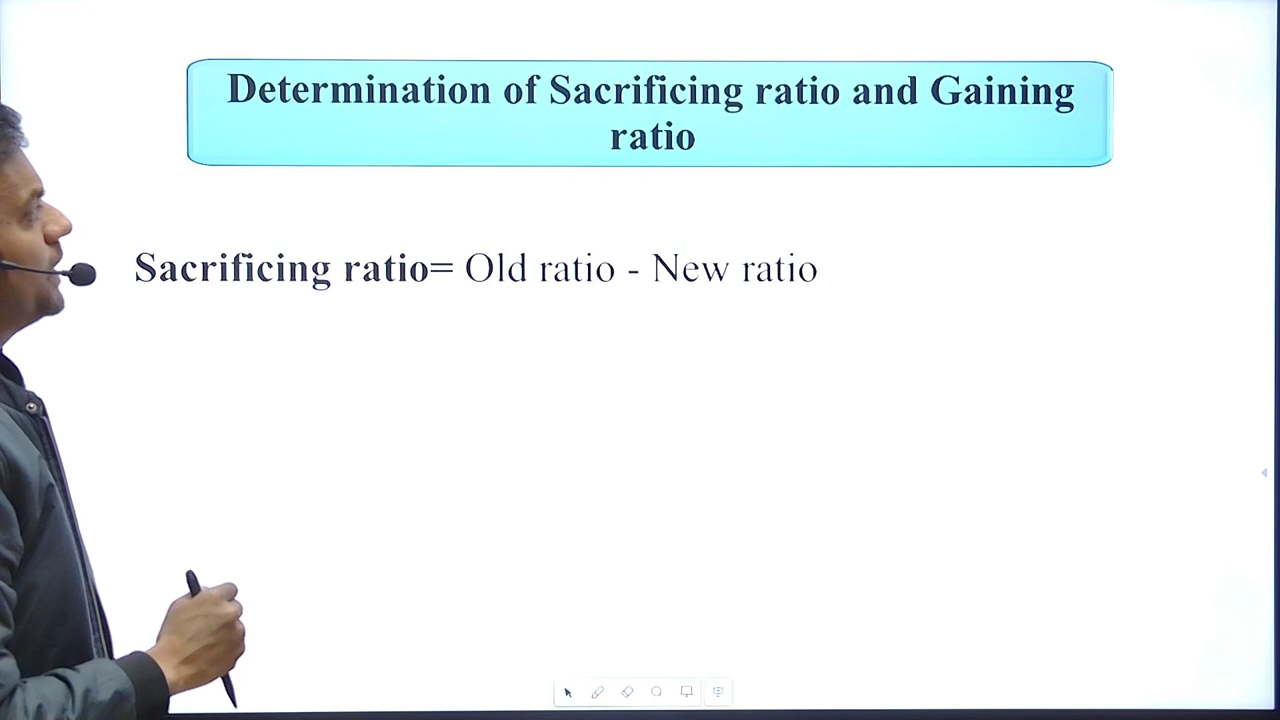 Determination of Sacrificing ratio and Gaining
ratio
Sacrificing ratio= Old ratio - New ratio